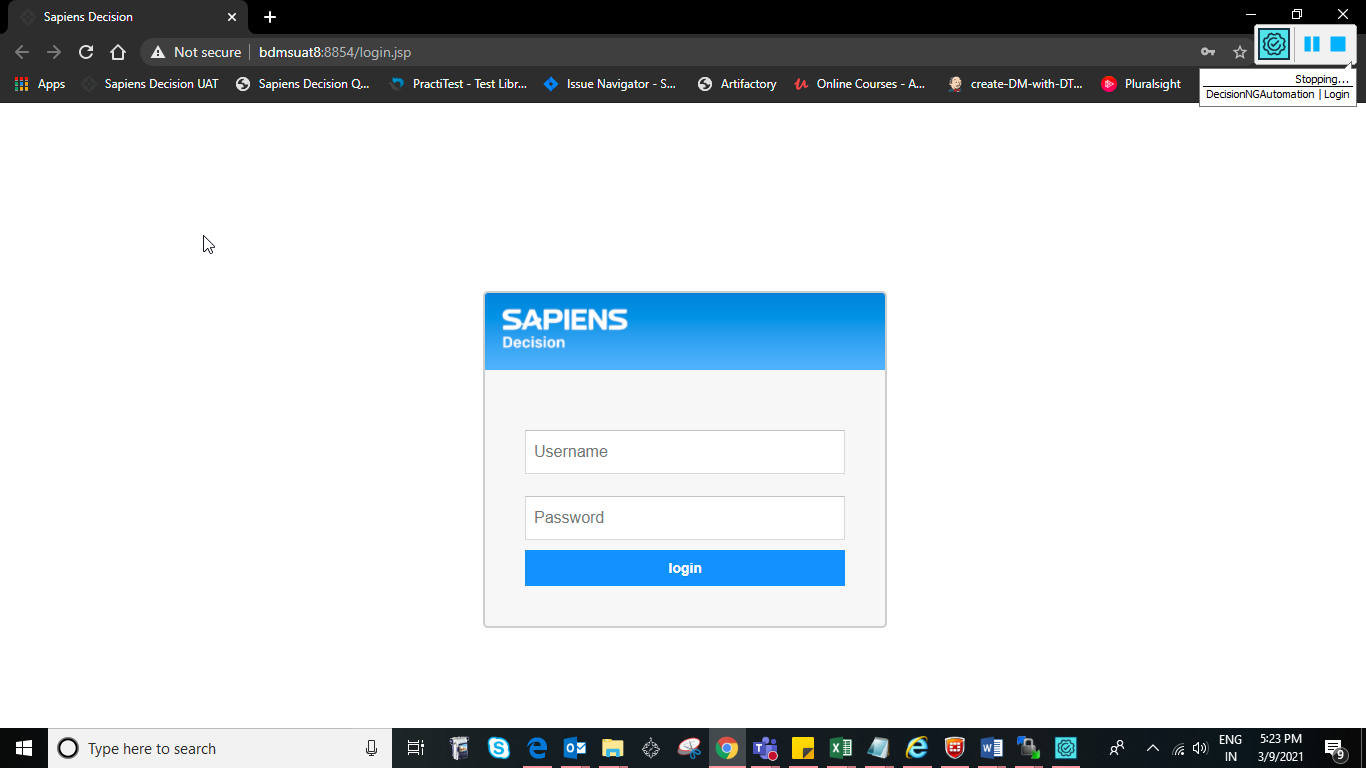 Sapiens Decision
Not secure
bdmsuat8:8854/login.jsp
Apps
Sapiens Decision UAT
Sapiens Decision Q...
PractiTest - Test Libr...
Issue Navigator - S...
Artifactory
Online Courses - A...
create-DM-with-DT...
Pluralsight
Stopping...
DecisionNGAutomation | Login
SAPIENS
Decision
Username
Password
login
Type here to search
ENG
IN
5:23 PM
3/9/2021
9